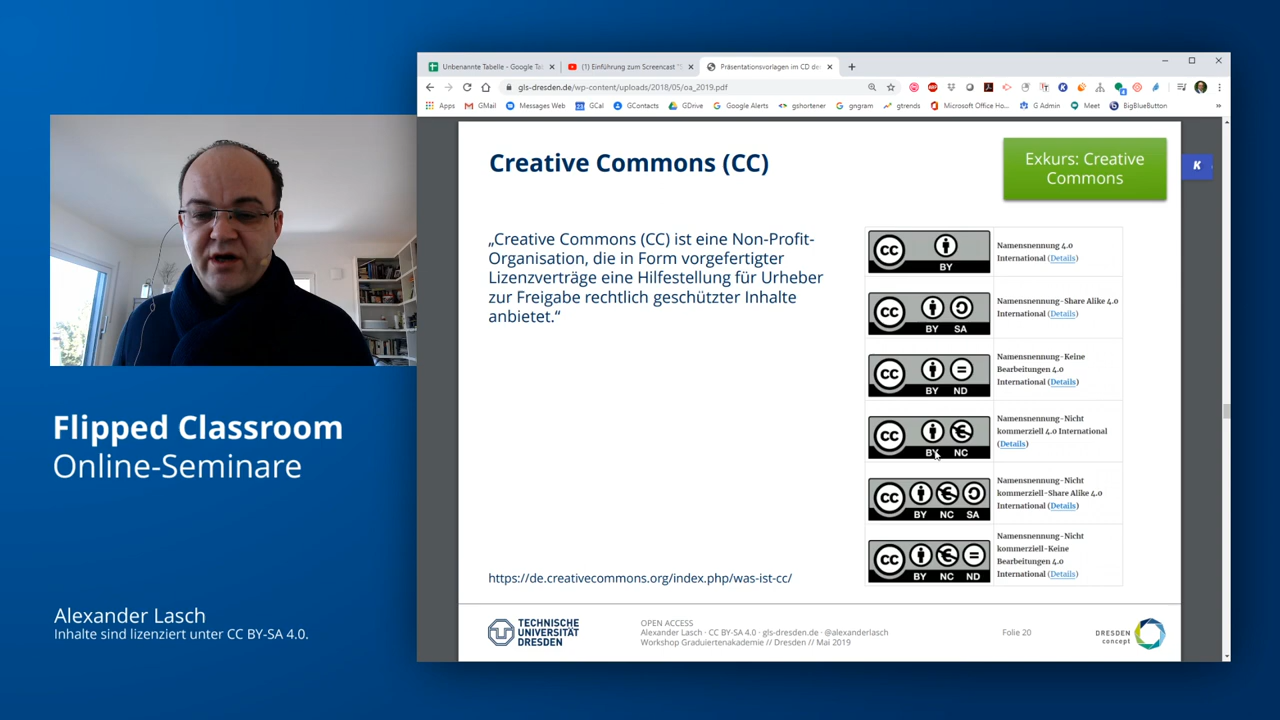 Unbenannte Tabelle - Google Ta
(1) Einführung zum Screencast "S
Präsentationsvorlagen im CD de
gls-dresden.de/wp-content/uploads/2018/05/oa_2019.pdf
Apps GMail Messages Web GCal GContacts GDrive Google Alerts gshortener gngram gtrends Microsoft Office Ho... G Admin Meet BigBlueButton »
Creative Commons (CC)
Exkurs: Creative
Commons
K
„Creative Commons (CC) ist eine Non-Profit-
Organisation, die in Form vorgefertigter
Lizenzverträge eine Hilfestellung für Urheber
zur Freigabe rechtlich geschützter Inhalte
anbietet.“
cc
BY
Namensnennung 4.0
International (Details)
cc
BY SA
Namensnennung-Share Alike 4.0
International (Details)
cc
BY ND
Namensnennung-Keine
Bearbeitungen 4.0
International (Details)
cc
BY NC
Namensnennung-Nicht
kommerziell 4.0 International
(Details)
cc
BY NC SA
Namensnennung-Nicht
kommerziell-Share Alike 4.0
International (Details)
cc
BY NC ND
Namensnennung-Nicht
kommerziell-Keine
Bearbeitungen 4.0
International (Details)
https://de.creativecommons.org/index.php/was-ist-cc/
TECHNISCHE
UNIVERSITÄT
DRESDEN
OPEN ACCESS
Alexander Lasch · CC BY-SA 4.0 · gls-dresden.de · @alexanderlasch
Workshop Graduiertenakademie // Dresden // Mai 2019
Folie 20
DRESDEN
concept
Flipped Classroom
Online-Seminare
Alexander Lasch
Inhalte sind lizenziert unter CC BY-SA 4.0.